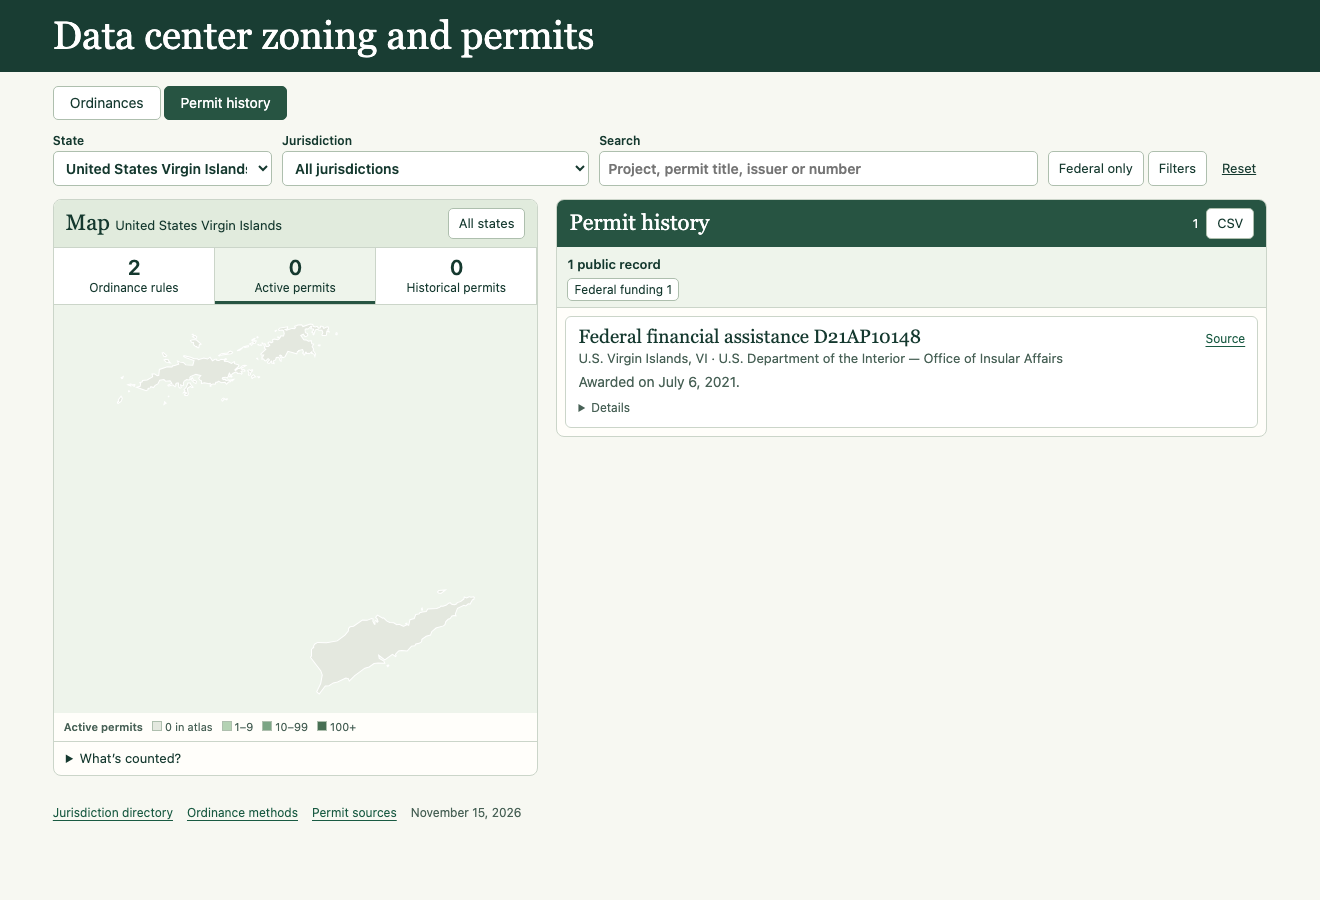 Data center zoning and permits
Ordinances
Permit history
State
Jurisdiction
Search
United States Virgin Islands
All jurisdictions
Project, permit title, issuer or number
Federal only
Filters
Reset
Map United States Virgin Islands
All states
2
Ordinance rules
0
Active permits
0
Historical permits
Active permits 0 in atlas 1–9 10–99 100+
▶ What's counted?
Permit history
1
CSV
1 public record
Federal funding 1
Federal financial assistance D21AP10148
Source
U.S. Virgin Islands, VI · U.S. Department of the Interior — Office of Insular Affairs
Awarded on July 6, 2021.
▶ Details
Jurisdiction directory Ordinance methods Permit sources November 15, 2026